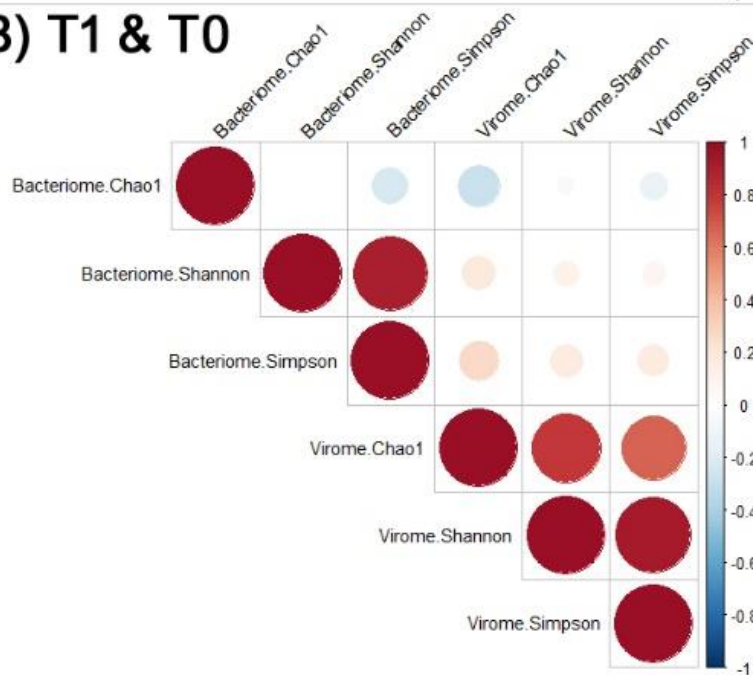 B) T1 & T0
Bacteriome.Chao1
Bacteriome.Shannon
Bacteriome.Simpson
Virome.Chao1
Virome.Shannon
Virome.Simpson
Bacteriome.Chao1
Bacteriome.Shannon
Bacteriome.Simpson
Virome.Chao1
Virome.Shannon
Virome.Simpson
1
0.8
0.6
0.4
0.2
0
-0.2
-0.4
-0.6
-0.8
-1